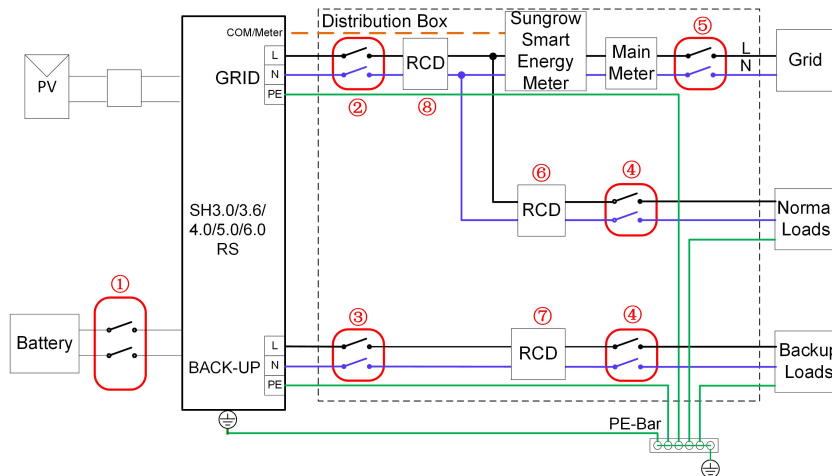 Distribution Box
COM/Meter
Sungrow
Smart
Energy
Meter
⑤
L
N
Grid
PV
GRID
L
N
PE
②
RCD
⑧
Main
Meter
⑥
④
RCD
Norma
Loads
SH3.0/3.6/
4.0/5.0/6.0
RS
①
Battery
③
⑦
④
BACK-UP
L
N
PE
RCD
Backup
Loads
PE-Bar